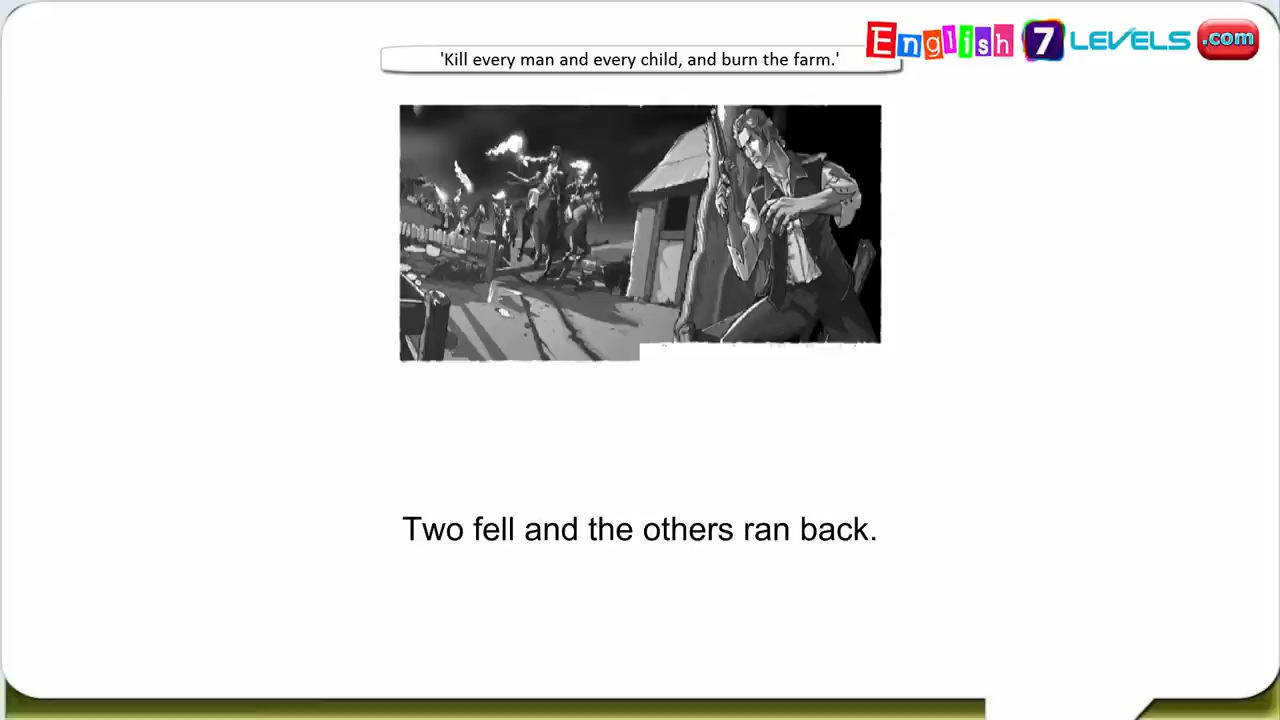 English 7 LEVELS .com
'Kill every man and every child, and burn the farm.'
Two fell and the others ran back.